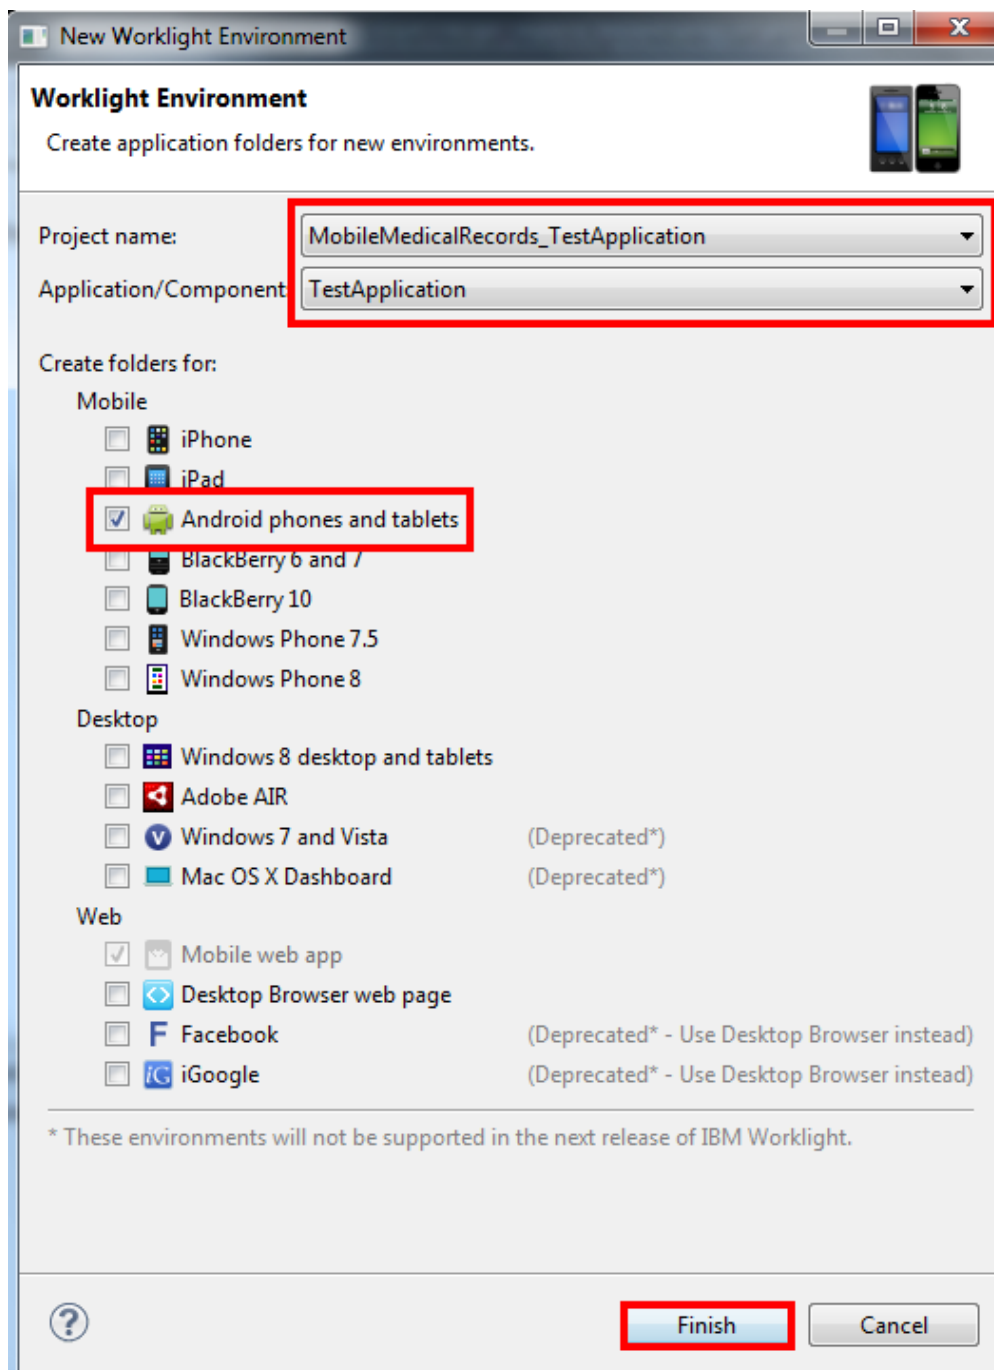 New Worklight Environment
Worklight Environment
Create application folders for new environments.
Project name: MobileMedicalRecords_TestApplication
Application/Component: TestApplication
Create folders for:
Mobile
iPhone
iPad
Android phones and tablets
BlackBerry 6 and 7
BlackBerry 10
Windows Phone 7.5
Windows Phone 8
Desktop
Windows 8 desktop and tablets
Adobe AIR
Windows 7 and Vista (Deprecated*)
Mac OS X Dashboard (Deprecated*)
Web
Mobile web app
Desktop Browser web page
Facebook (Deprecated* - Use Desktop Browser instead)
iGoogle (Deprecated* - Use Desktop Browser instead)
* These environments will not be supported in the next release of IBM Worklight.
? Finish Cancel